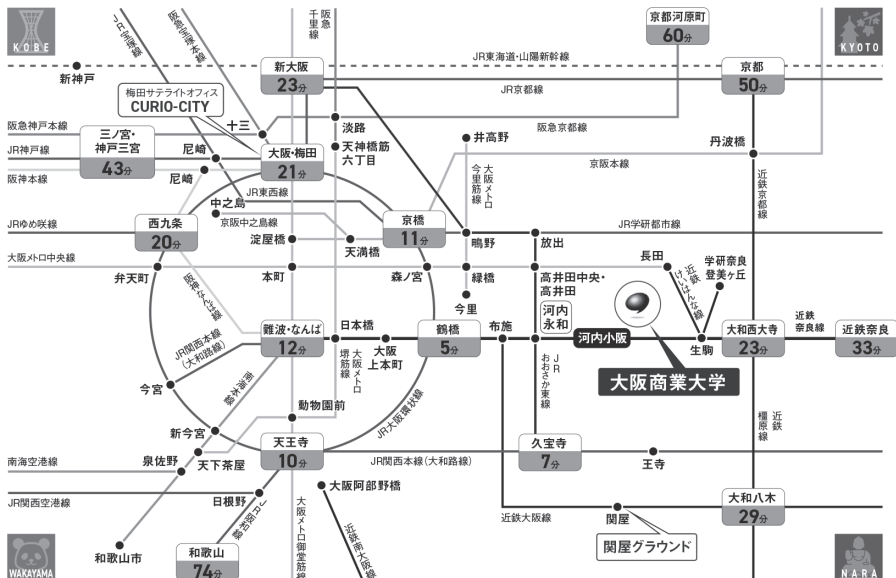 KOBE
JR宝塚線
阪急宝塚本線
阪急
千里線
京都河原町
60分
KYOTO
JR東海道・山陽新幹線
新神戸
新大阪
23分
京都
50分
JR京都線
梅田サテライトオフィス
CURIO-CITY
阪急神戸本線
三ノ宮・
神戸三宮
43分
十三
淡路
阪急京都線
井高野
丹波橋
JR神戸線
尼崎
大阪・梅田
21分
天神橋筋
六丁目
京阪本線
阪神本線
尼崎
JR東西線
大阪メトロ
今里筋線
近鉄京都線
中之島
京阪中之島線
西九条
20分
京橋
11分
JRゆめ咲線
JR学研都市線
淀屋橋
天満橋
鴫野
放出
長田
近鉄
けいはんな線
学研奈良
登美ヶ丘
大阪メトロ中央線
弁天町
本町
森ノ宮
緑橋
高井田中央・
高井田
阪神なんば線
今里
河内
永和
難波・なんば
12分
日本橋
大阪
上本町
鶴橋
5分
布施
河内小阪
生駒
大和西大寺
23分
近鉄
奈良線
近鉄奈良
33分
JR関西本線
(大和路線)
大阪メトロ
堺筋線
JR
おおさか東線
大阪商業大学
今宮
南海本線
動物園前
JR大阪環状線
近鉄
橿原線
新今宮
天王寺
10分
久宝寺
7分
南海空港線
泉佐野
天下茶屋
JR関西本線(大和路線)
王寺
JR関西空港線
日根野
大阪阿部野橋
大和八木
29分
JR阪和線
大阪メトロ御堂筋線
近鉄南大阪線
近鉄大阪線
関屋
関屋グラウンド
和歌山市
和歌山
74分
WAKAYAMA
NARA